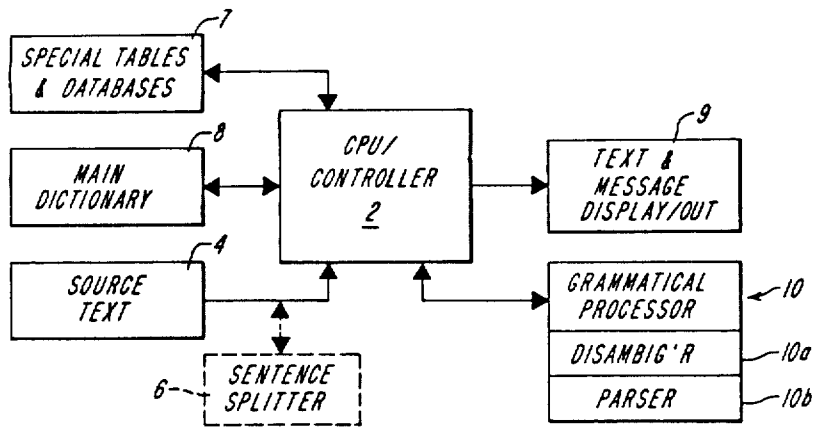 7
SPECIAL TABLES
& DATABASES
8
MAIN
DICTIONARY
4
SOURCE
TEXT
6
SENTENCE
SPLITTER
CPU/
CONTROLLER
2
9
TEXT &
MESSAGE
DISPLAY/OUT
GRAMMATICAL
PROCESSOR
10
DISAMBIG'R
10a
PARSER
10b